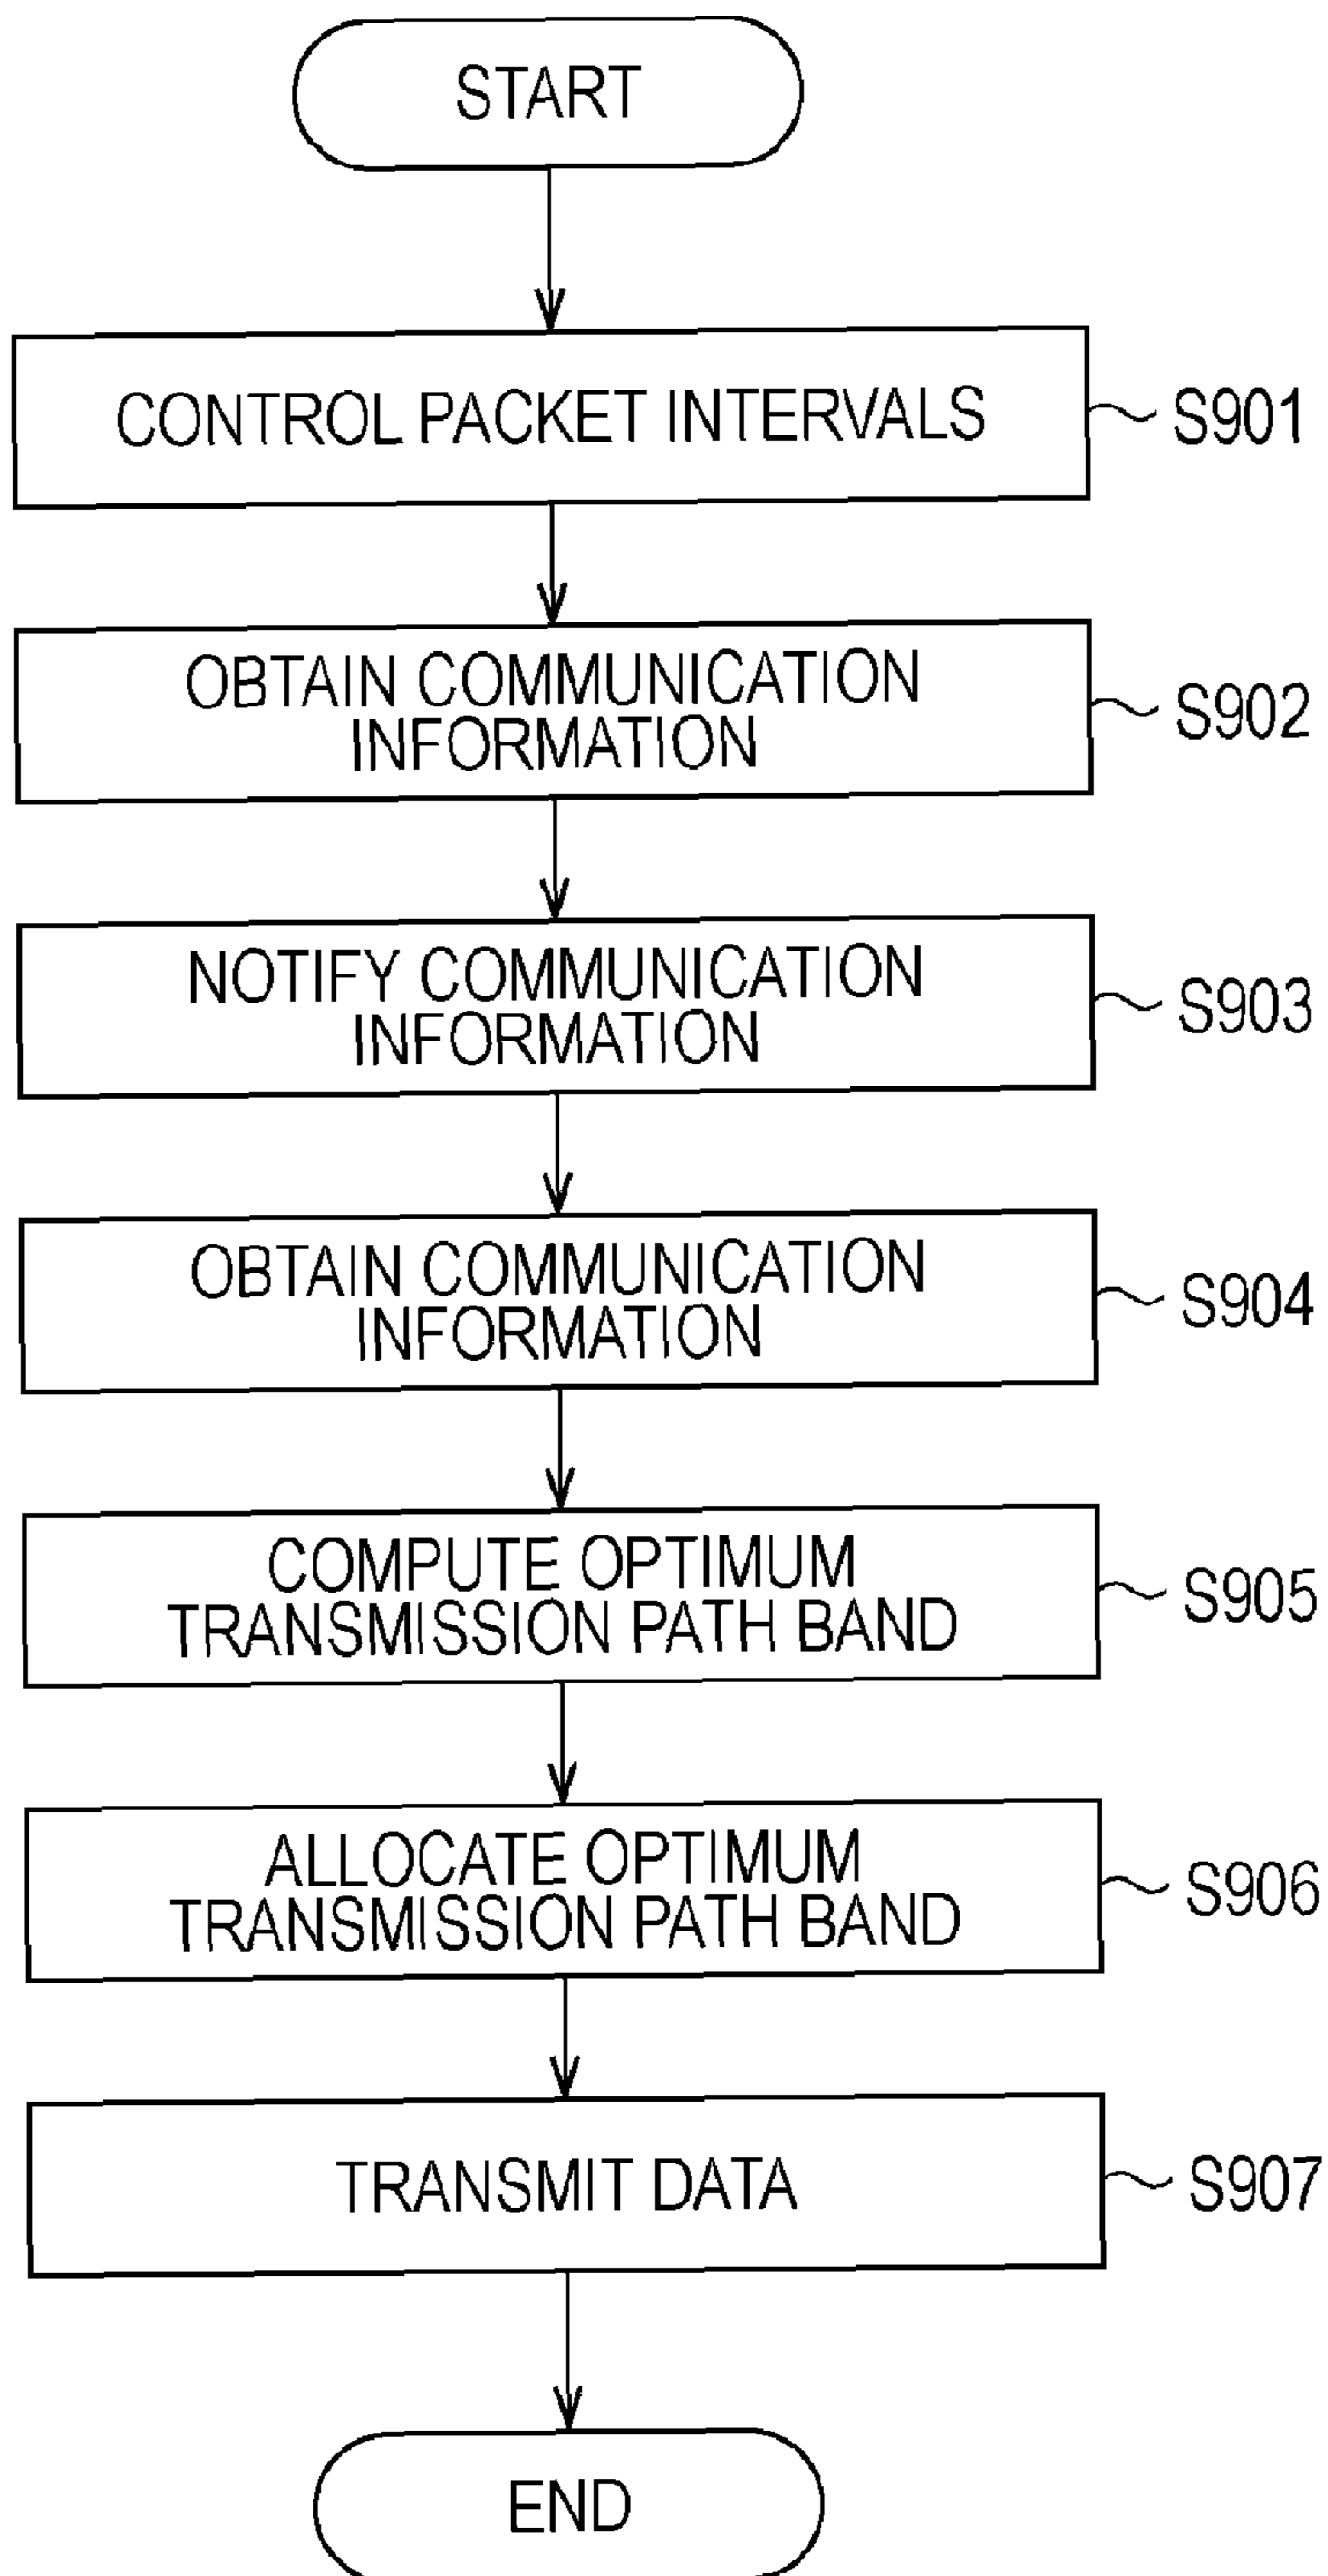 START
CONTROL PACKET INTERVALS
S901
OBTAIN COMMUNICATION
INFORMATION
S902
NOTIFY COMMUNICATION
INFORMATION
S903
OBTAIN COMMUNICATION
INFORMATION
S904
COMPUTE OPTIMUM
TRANSMISSION PATH BAND
S905
ALLOCATE OPTIMUM
TRANSMISSION PATH BAND
S906
TRANSMIT DATA
S907
END